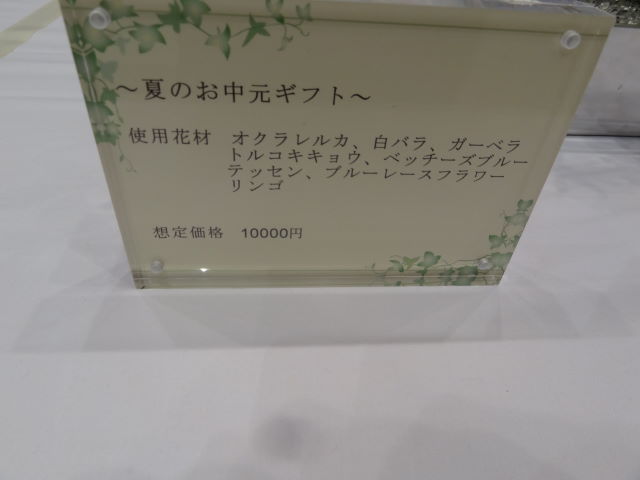 ～夏のお中元ギフト～
使用花材　オクラレルカ、白バラ、ガーベラ
トルコキキョウ、ベッチーズブルー
テッセン、ブルーレースフラワー
リンゴ
想定価格　10000円